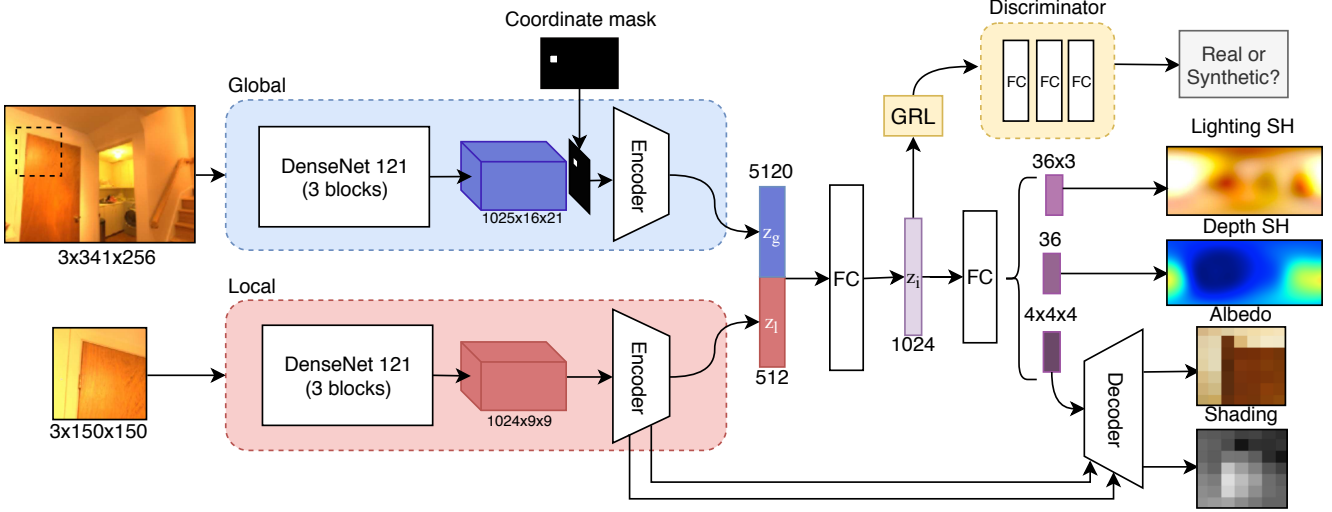 Coordinate mask
Global
3x341x256
DenseNet 121
(3 blocks)
1025x16x21
Encoder
Local
3x150x150
DenseNet 121
(3 blocks)
1024x9x9
Encoder
5120
zg
zl
512
FC
zi
1024
GRL
Discriminator
FC
FC
FC
Real or
Synthetic?
FC
36x3
Lighting SH
36
Depth SH
4x4x4
Decoder
Albedo
Shading